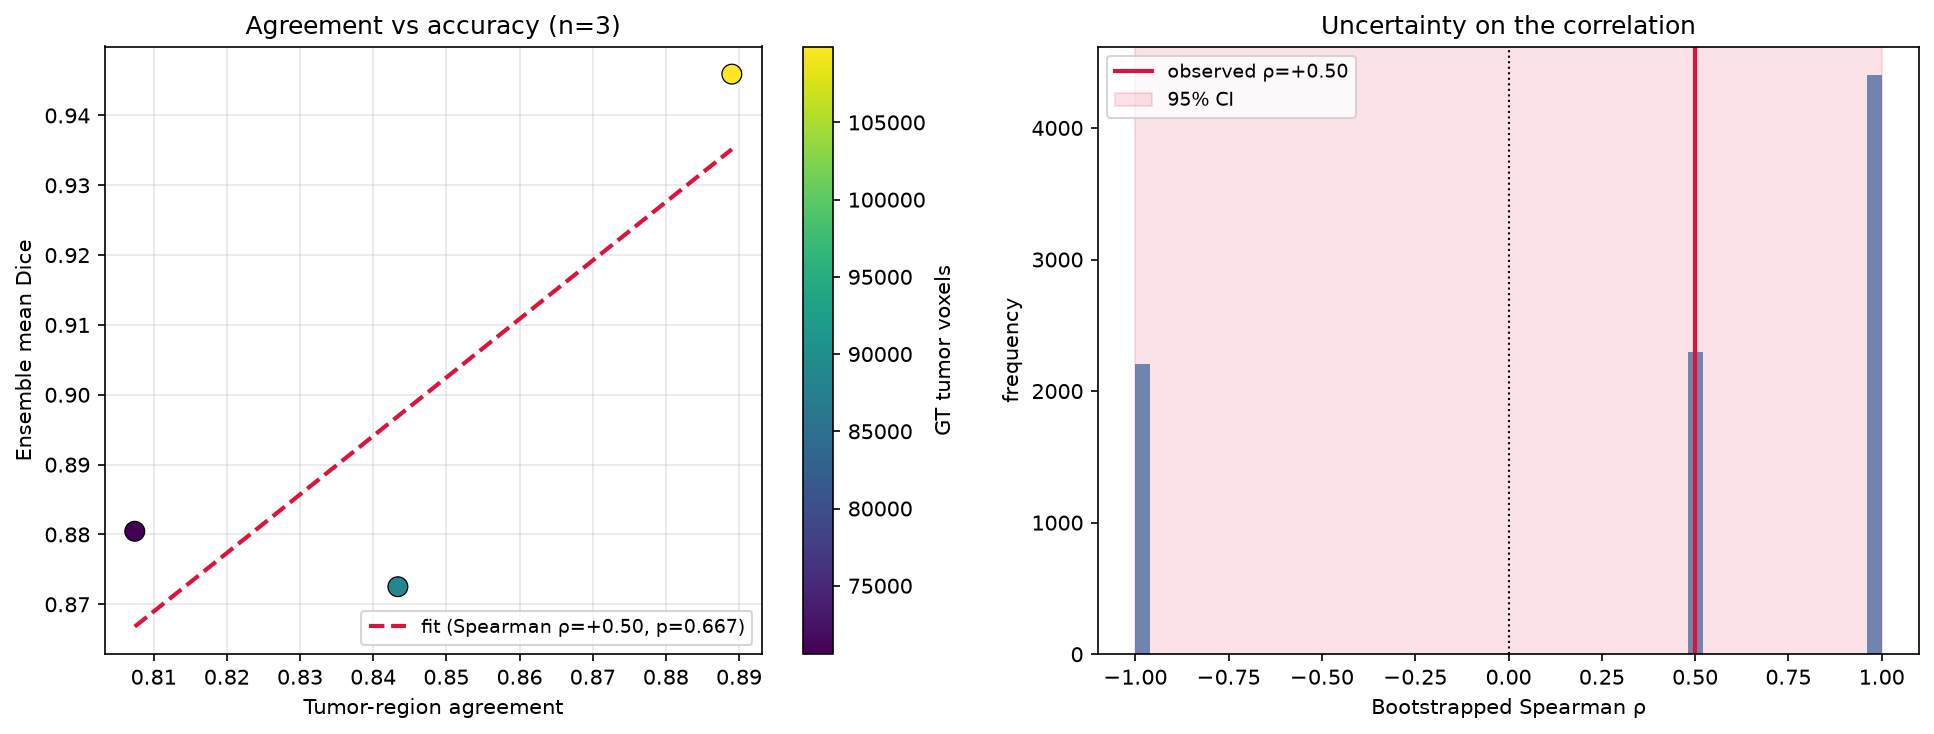 Agreement vs accuracy (n=3)
Ensemble mean Dice
0.94
0.93
0.92
0.91
0.90
0.89
0.88
0.87
fit (Spearman ρ=+0.50, p=0.667)
0.81 0.82 0.83 0.84 0.85 0.86 0.87 0.88 0.89
Tumor-region agreement
105000
100000
95000
90000
85000
80000
75000
GT tumor voxels
Uncertainty on the correlation
observed ρ=+0.50
95% CI
frequency
4000
3000
2000
1000
0
−1.00 −0.75 −0.50 −0.25 0.00 0.25 0.50 0.75 1.00
Bootstrapped Spearman ρ